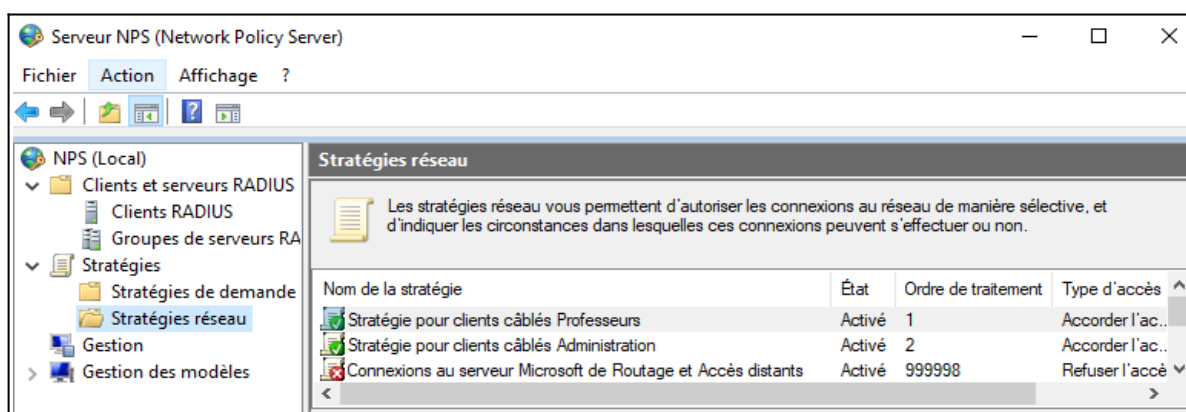 Serveur NPS (Network Policy Server)
Fichier Action Affichage ?
NPS (Local)
Clients et serveurs RADIUS
Clients RADIUS
Groupes de serveurs RA
Stratégies
Stratégies de demande
Stratégies réseau
Gestion
Gestion des modèles
Stratégies réseau
Les stratégies réseau vous permettent d'autoriser les connexions au réseau de manière sélective, et
d'indiquer les circonstances dans lesquelles ces connexions peuvent s'effectuer ou non.
Nom de la stratégie État Ordre de traitement Type d'accès
Stratégie pour clients câblés Professeurs Activé 1 Accorder l'ac..
Stratégie pour clients câblés Administration Activé 2 Accorder l'ac..
Connexions au serveur Microsoft de Routage et Accès distants Activé 999998 Refuser l'accè